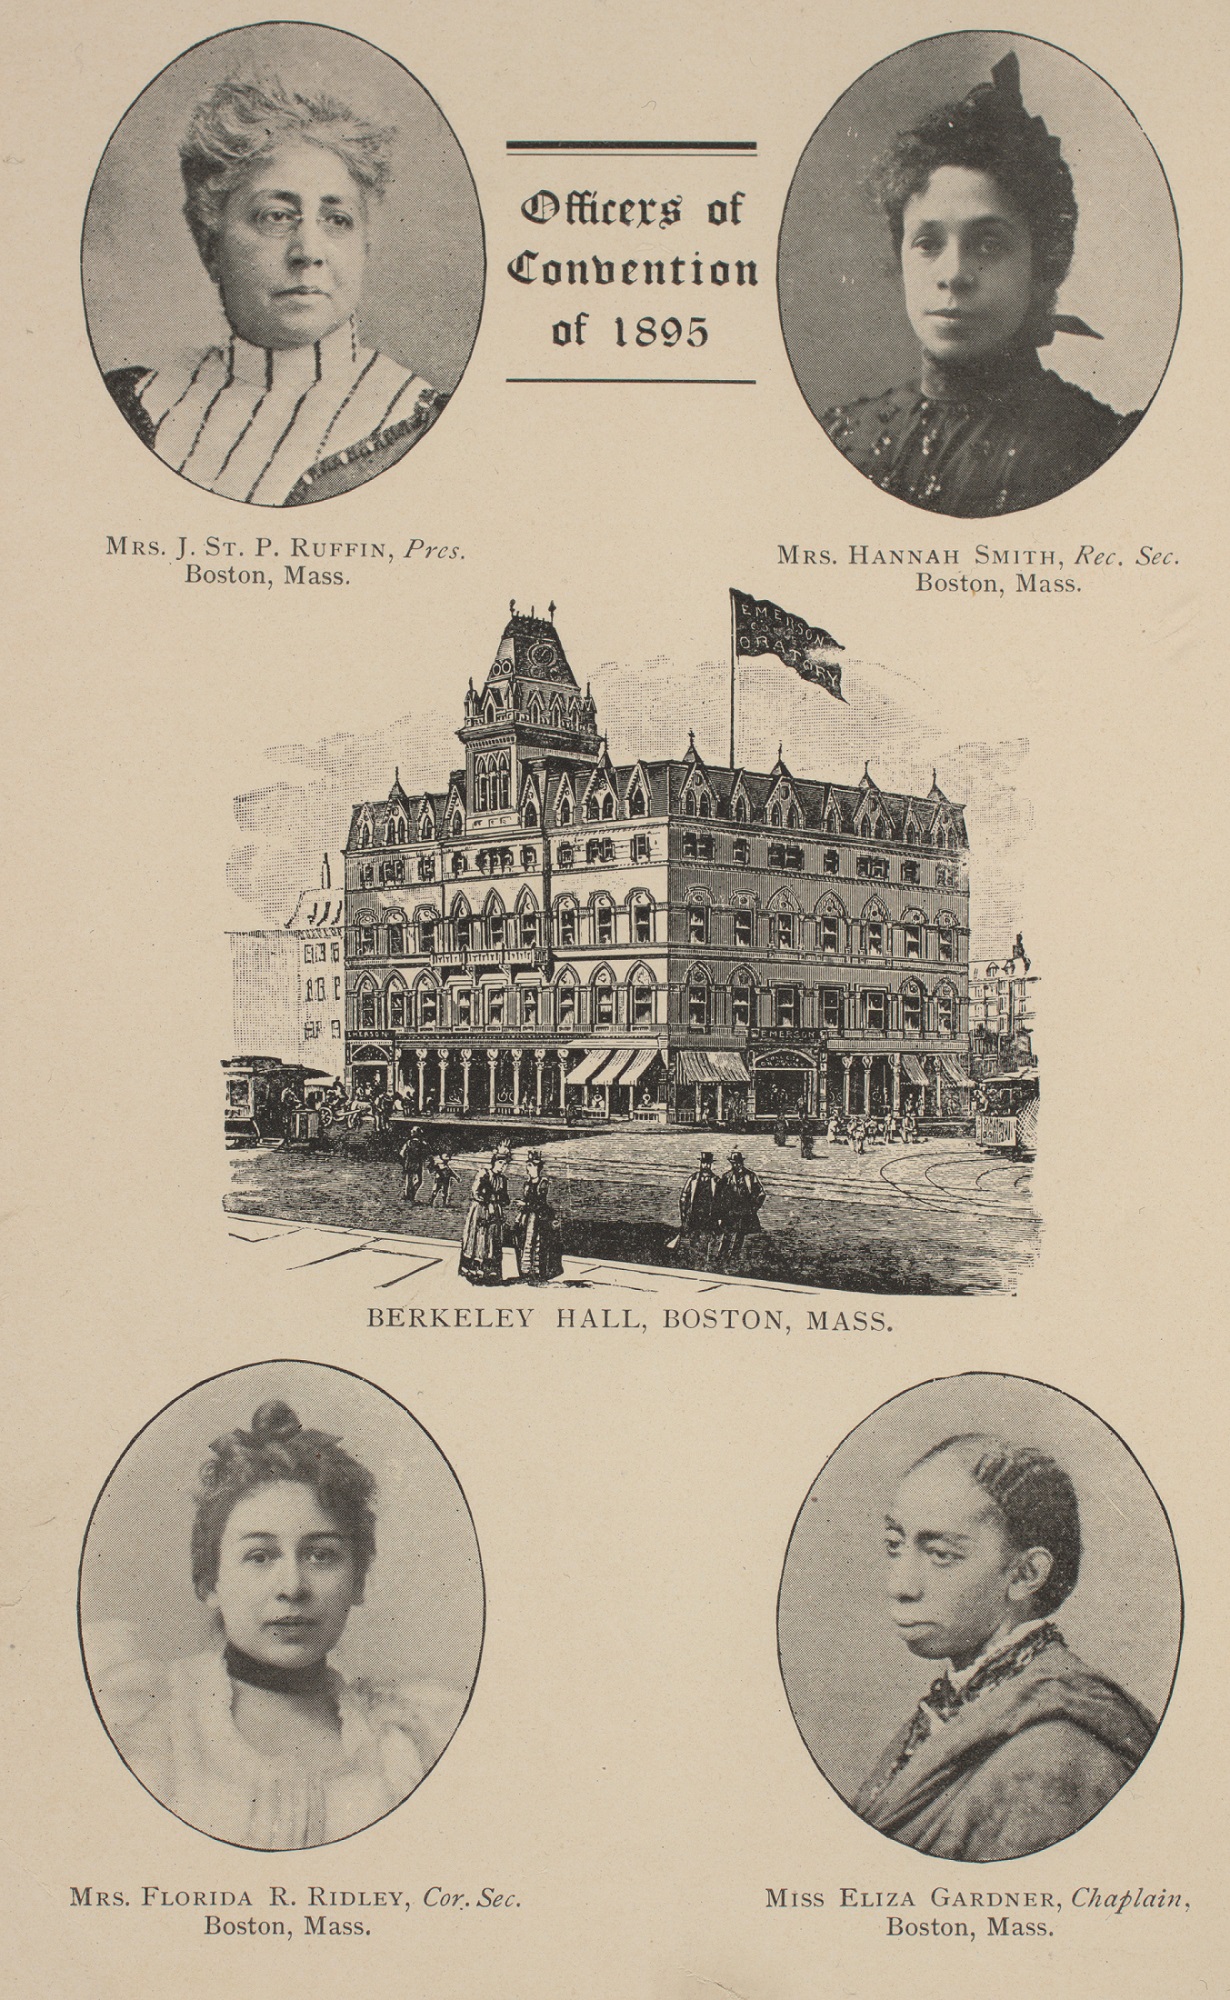 Officers of
Convention
of 1895
MRS. J. ST. P. RUFFIN, Pres.
Boston, Mass.
MRS. HANNAH SMITH, Rec. Sec.
Boston, Mass.
EMERSON
ORATORY
EMERSON
BERKELEY HALL, BOSTON, MASS.
MRS. FLORIDA R. RIDLEY, Cor. Sec.
Boston, Mass.
MISS ELIZA GARDNER, Chaplain,
Boston, Mass.